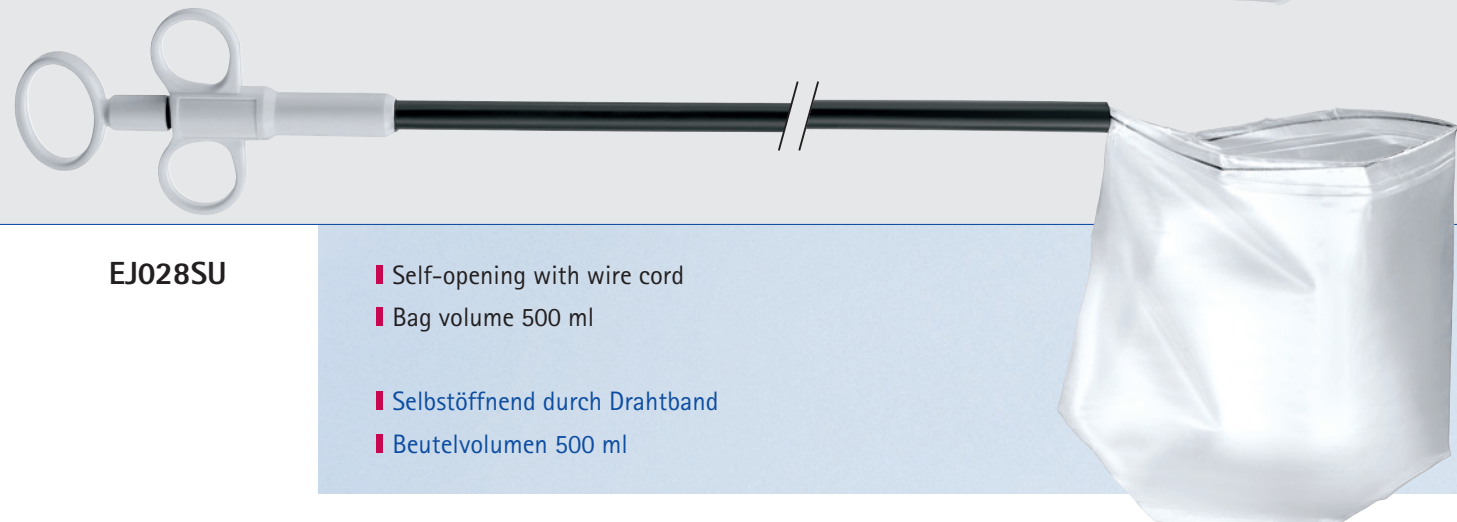 EJ028SU
Self-opening with wire cord
Bag volume 500 ml
Selbstöffnend durch Drahtband
Beutelvolumen 500 ml